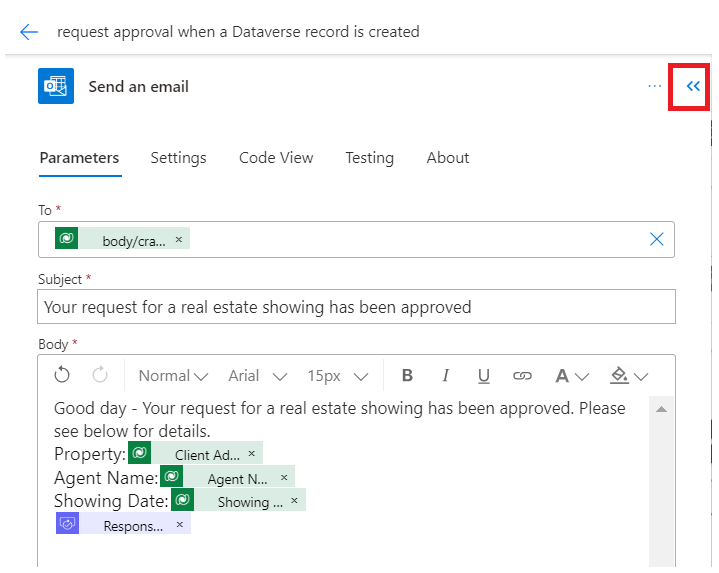 request approval when a Dataverse record is created
Send an email
Parameters Settings Code View Testing About
To *
body/cra... ×
Subject *
Your request for a real estate showing has been approved
Body *
Normal Arial 15px B I U A
Good day - Your request for a real estate showing has been approved. Please
see below for details.
Property: Client Ad... ×
Agent Name: Agent N... ×
Showing Date: Showing ... ×
Respons... ×